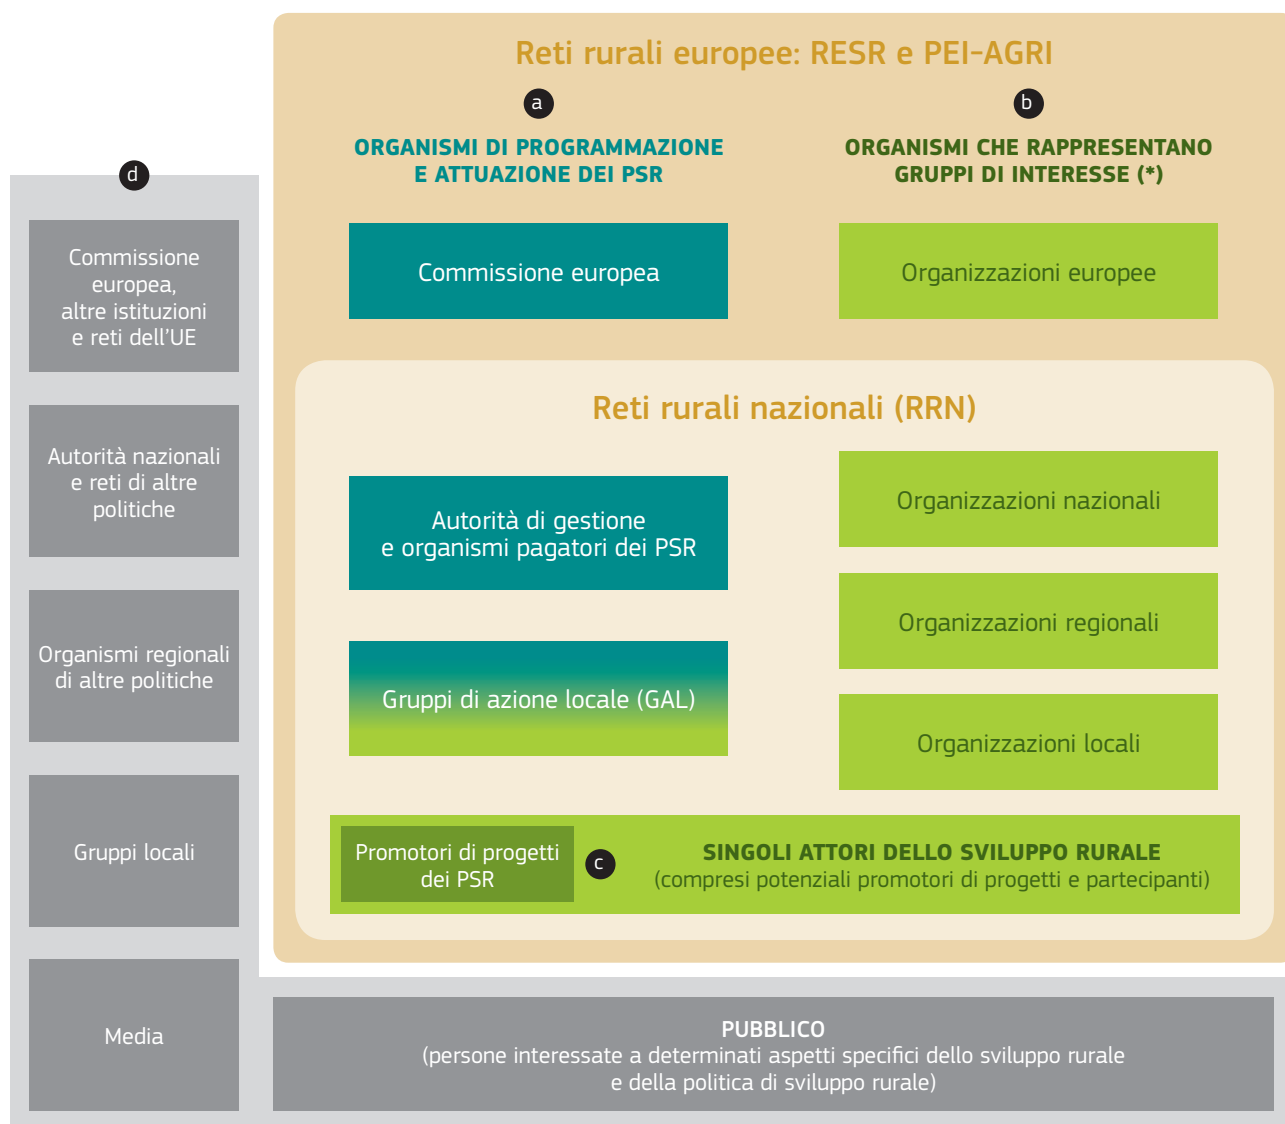 Reti rurali europee: RESR e PEI-AGRI
a
ORGANISMI DI PROGRAMMAZIONE
E ATTUAZIONE DEI PSR
b
ORGANISMI CHE RAPPRESENTANO
GRUPPI DI INTERESSE (*)
Commissione europea
Organizzazioni europee
Reti rurali nazionali (RRN)
Autorità di gestione
e organismi pagatori dei PSR
Gruppi di azione locale (GAL)
Organizzazioni nazionali
Organizzazioni regionali
Organizzazioni locali
Promotori di progetti
dei PSR
c
SINGOLI ATTORI DELLO SVILUPPO RURALE
(compresi potenziali promotori di progetti e partecipanti)
d
Commissione
europea,
altre istituzioni
e reti dell'UE
Autorità nazionali
e reti di altre
politiche
Organismi regionali
di altre politiche
Gruppi locali
Media
PUBBLICO
(persone interessate a determinati aspetti specifici dello sviluppo rurale
e della politica di sviluppo rurale)